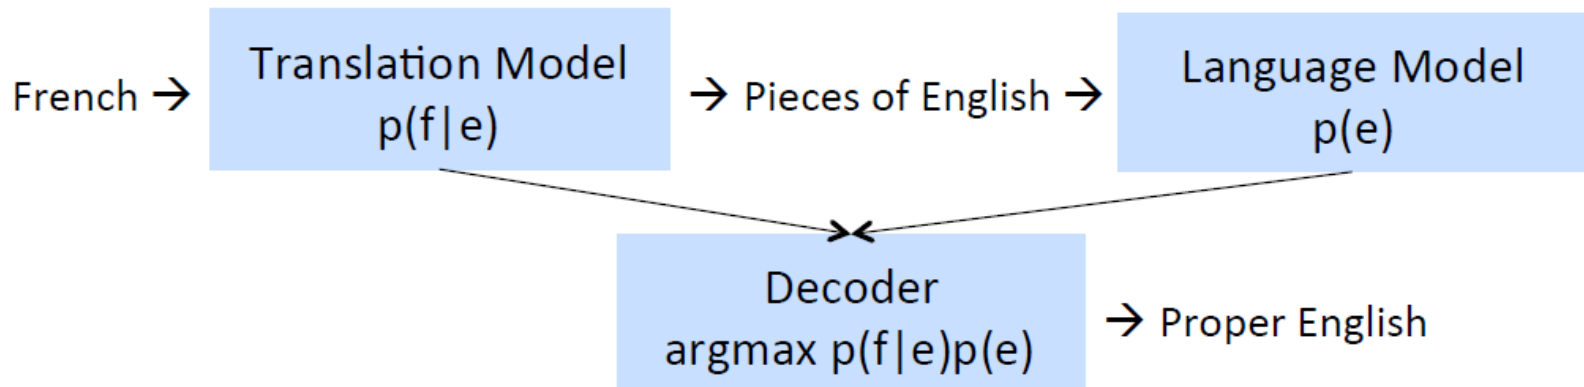 French →
Translation Model
p(f|e)
→ Pieces of English →
Language Model
p(e)
Decoder
argmax p(f|e)p(e)
→ Proper English